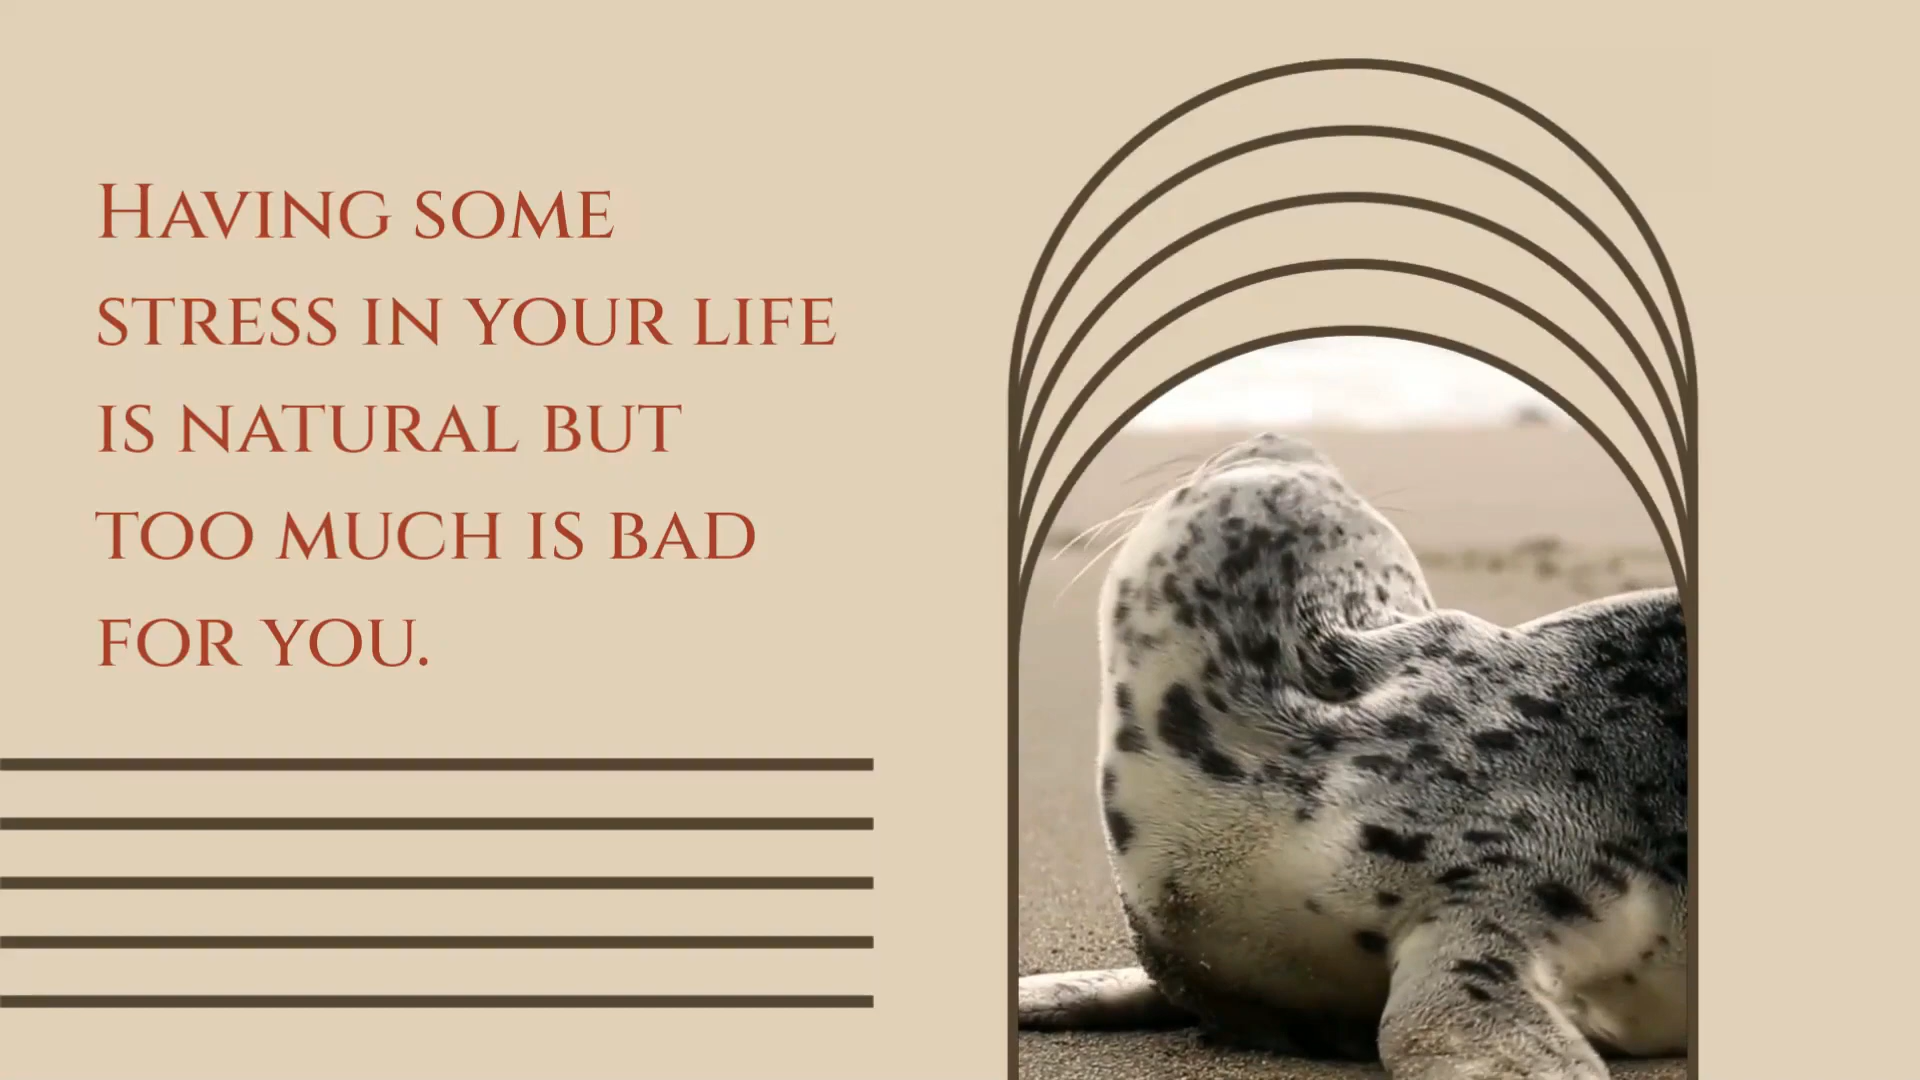 Having some
stress in your life
is natural but
too much is bad
for you.